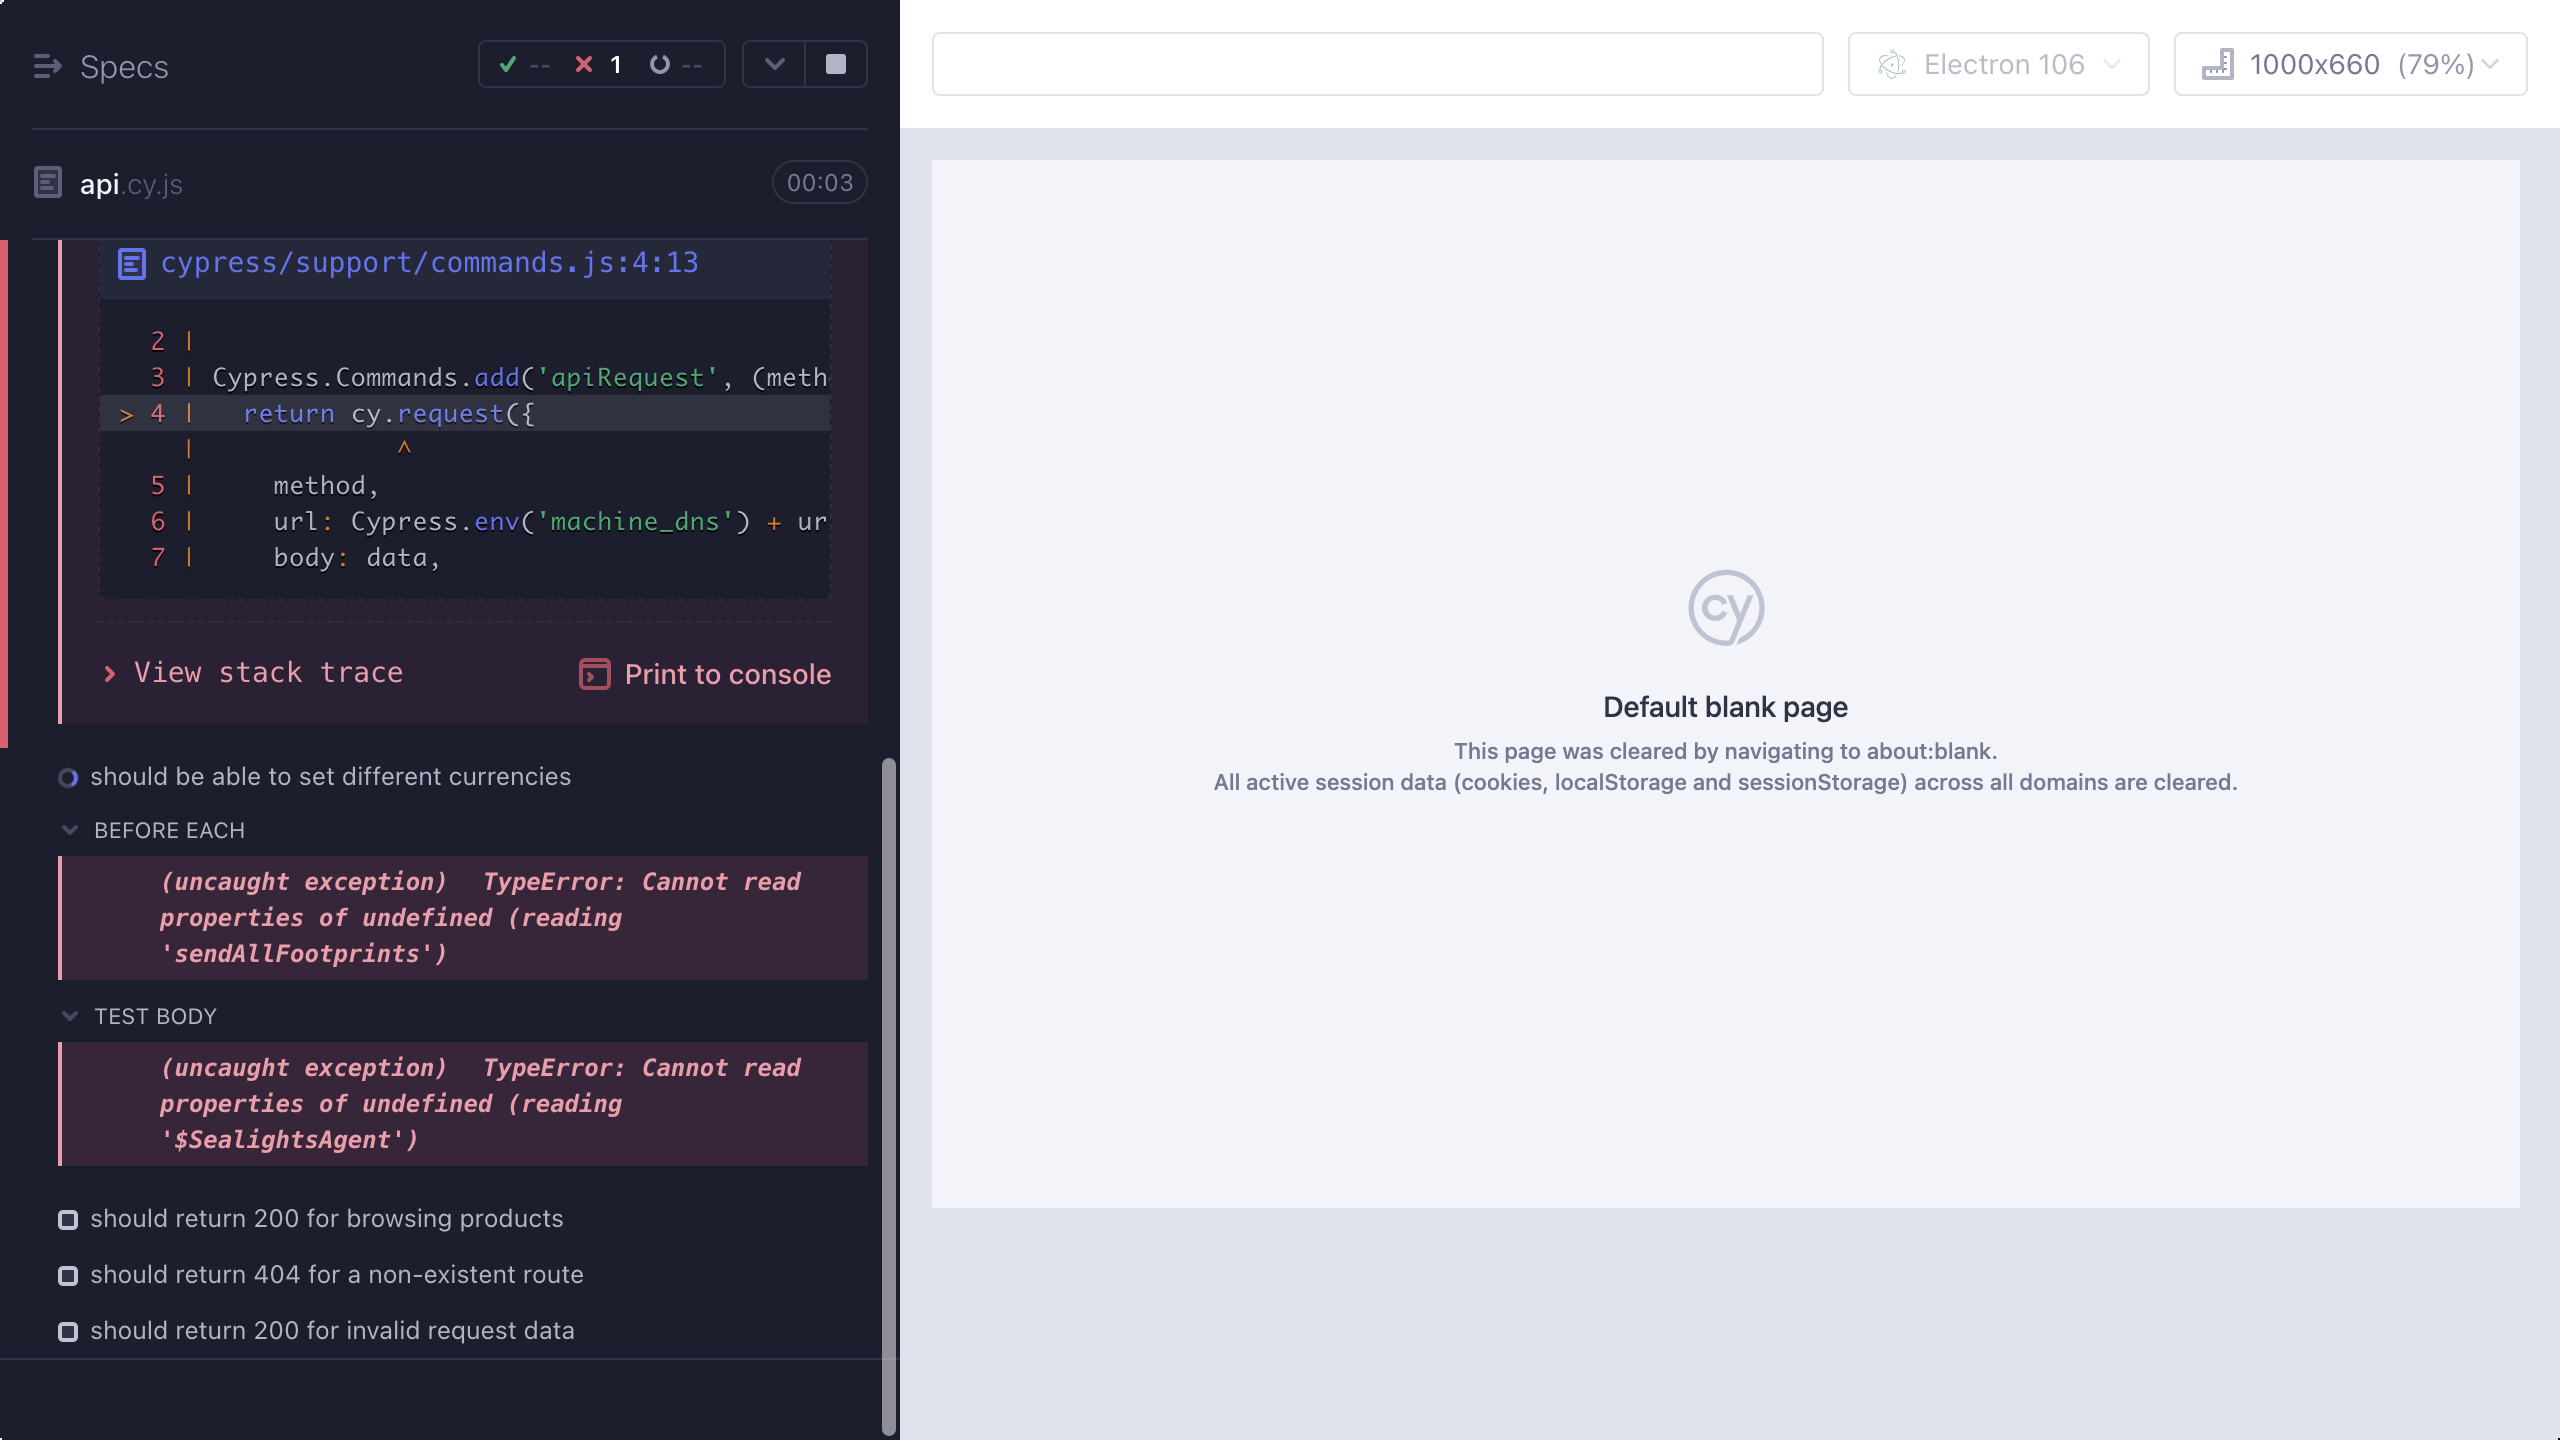 Specs
-- 1 --
api.cy.js
00:03
cypress/support/commands.js:4:13
2 |
3 | Cypress.Commands.add('apiRequest', (meth
> 4 |   return cy.request({
|             ^
5 |     method,
6 |     url: Cypress.env('machine_dns') + ur
7 |     body: data,
View stack trace
Print to console
should be able to set different currencies
BEFORE EACH
(uncaught exception)  TypeError: Cannot read
properties of undefined (reading
'sendAllFootprints')
TEST BODY
(uncaught exception)  TypeError: Cannot read
properties of undefined (reading
'$SealightsAgent')
should return 200 for browsing products
should return 404 for a non-existent route
should return 200 for invalid request data
Electron 106
1000x660 (79%)
cy
Default blank page
This page was cleared by navigating to about:blank.
All active session data (cookies, localStorage and sessionStorage) across all domains are cleared.